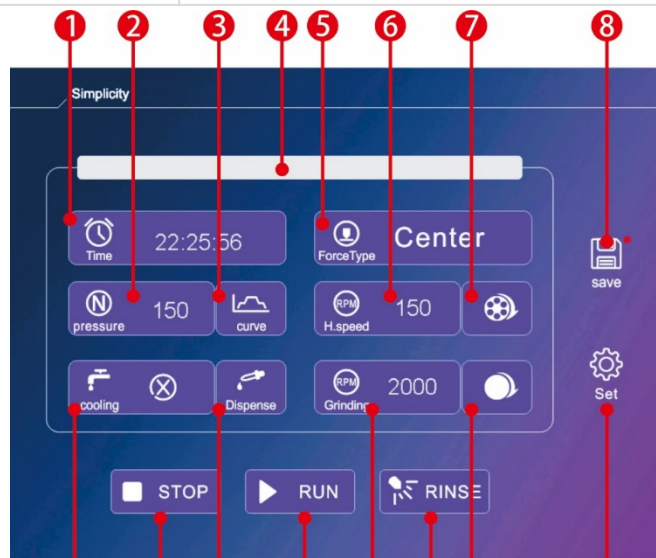 1 2 3 4 5 6 7 8
Simplicity
Time 22:25:56 ForceType Center
N pressure 150 curve RPM H.speed 150
save
cooling Dispense RPM Grinding 2000
Set
STOP RUN RINSE